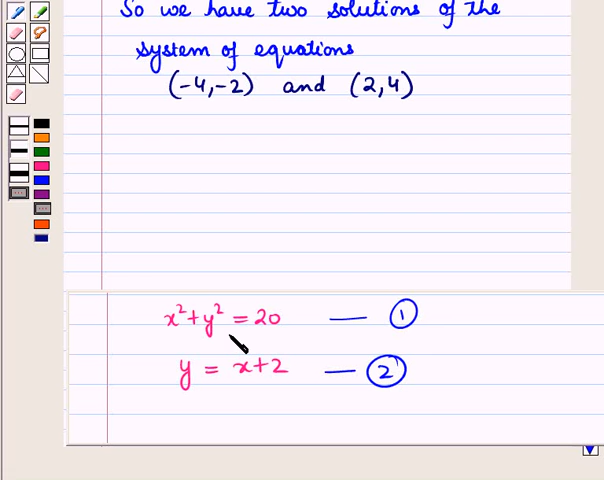 So we have two solutions of the
system of equations
(-4,-2) and (2,4)
x²+y² = 20 — ①
y = x+2 — ②